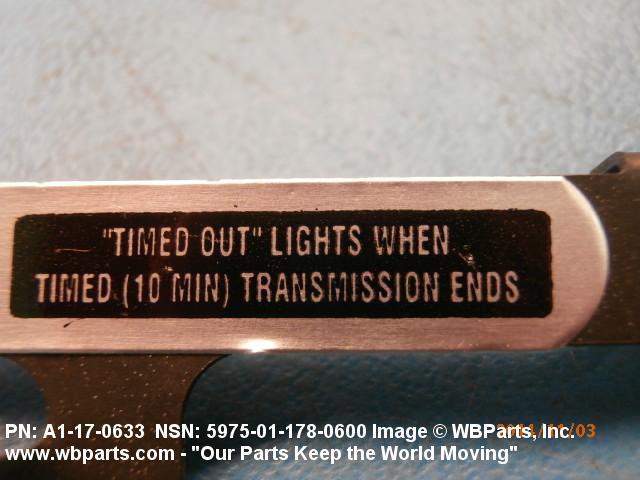 "TIMED OUT" LIGHTS WHEN
TIMED (10 MIN) TRANSMISSION ENDS
PN: A1-17-0633 NSN: 5975-01-178-0600 Image © WBParts, Inc.
www.wbparts.com - "Our Parts Keep the World Moving"